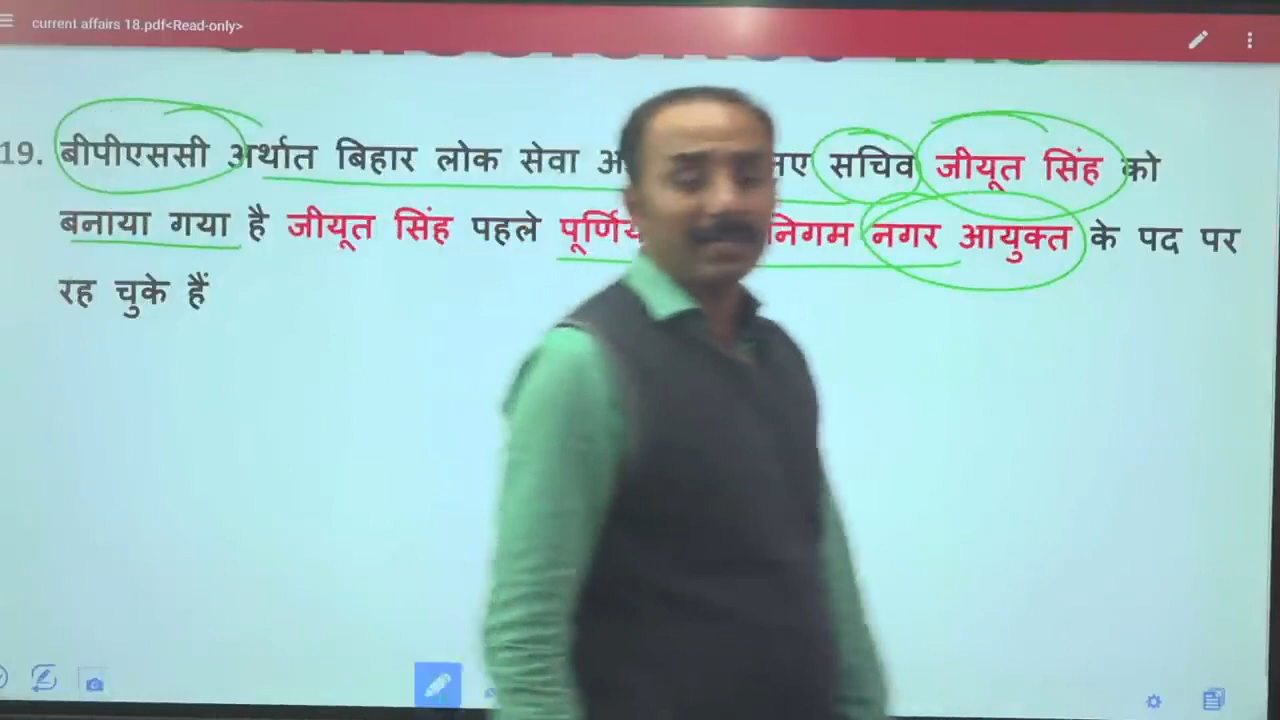 current affairs 18.pdf<Read-only>
19. बीपीएससी अर्थात बिहार लोक सेवा सचिव जीयूत सिंह को
बनाया गया है जीयूत सिंह पहले निगम नगर आयुक्त के पद पर
रह चुके हैं